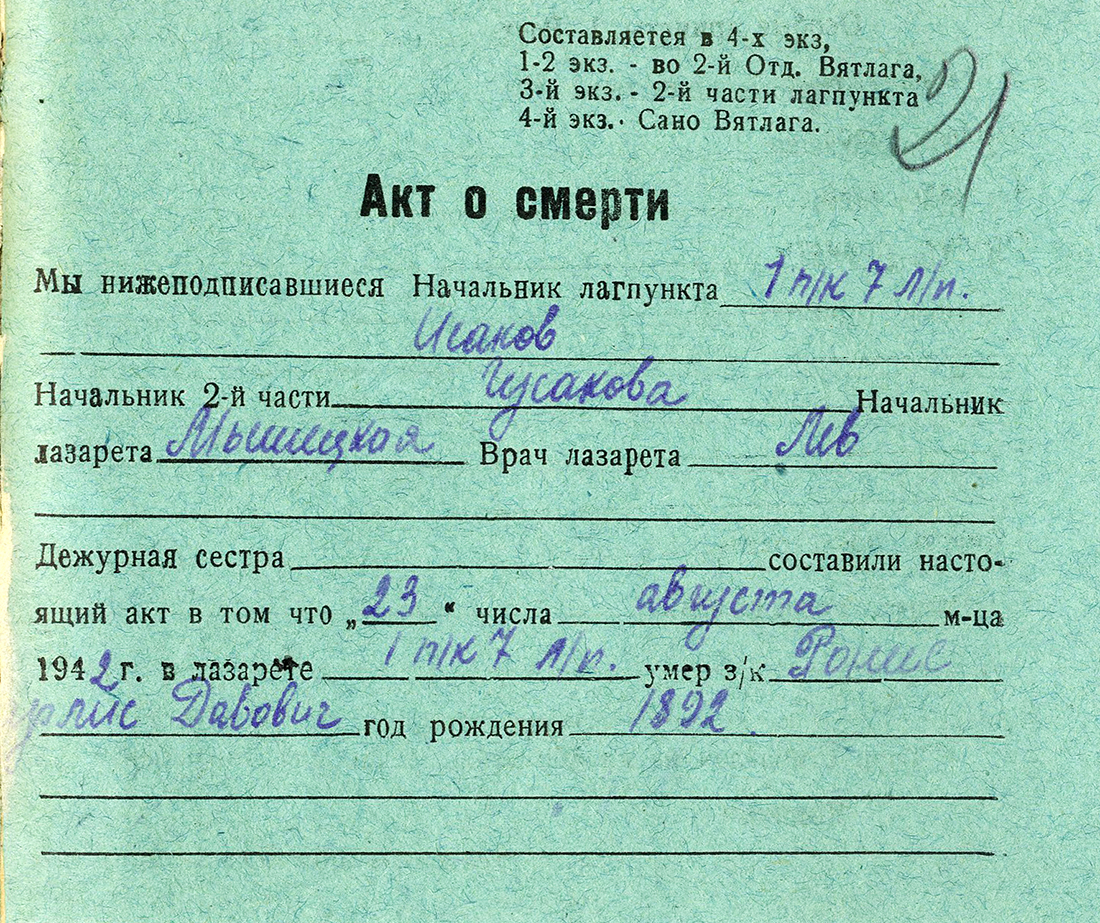 Составляется в 4-х экз,
1-2 экз. - во 2-й Отд. Вятлага,
3-й экз. - 2-й части лагпункта
4-й экз. Сано Вятлага.
21
Акт о смерти
Мы нижеподписавшиеся Начальник лагпункта 1 п/к 7 л/п.
Исаков
Начальник 2-й части Гусакова Начальник
лазарета Мышицкая Врач лазарета Лев
Дежурная сестра составили насто-
ящий акт в том что „23" числа августа м-ца
1942 г. в лазарете 1 п/к 7 л/п. умер з/к Ронис
Давович год рождения 1892.